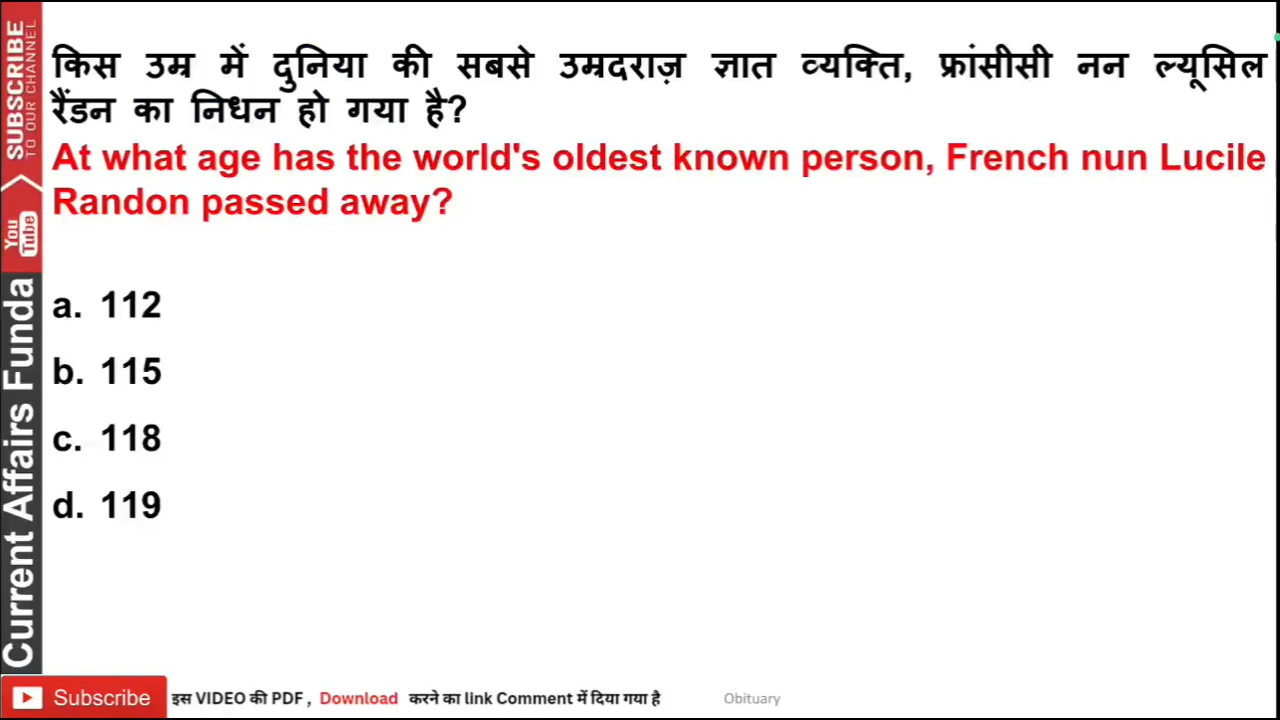 किस उम्र में दुनिया की सबसे उम्रदराज़ ज्ञात व्यक्ति, फ्रांसीसी नन ल्यूसिल
रैंडन का निधन हो गया है?
At what age has the world's oldest known person, French nun Lucile
Randon passed away?
a. 112
b. 115
c. 118
d. 119
SUBSCRIBE
TO OUR CHANNEL
You
Tube
Current Affairs Funda
Subscribe
इस VIDEO की PDF , Download करने का link Comment में दिया गया है
Obituary